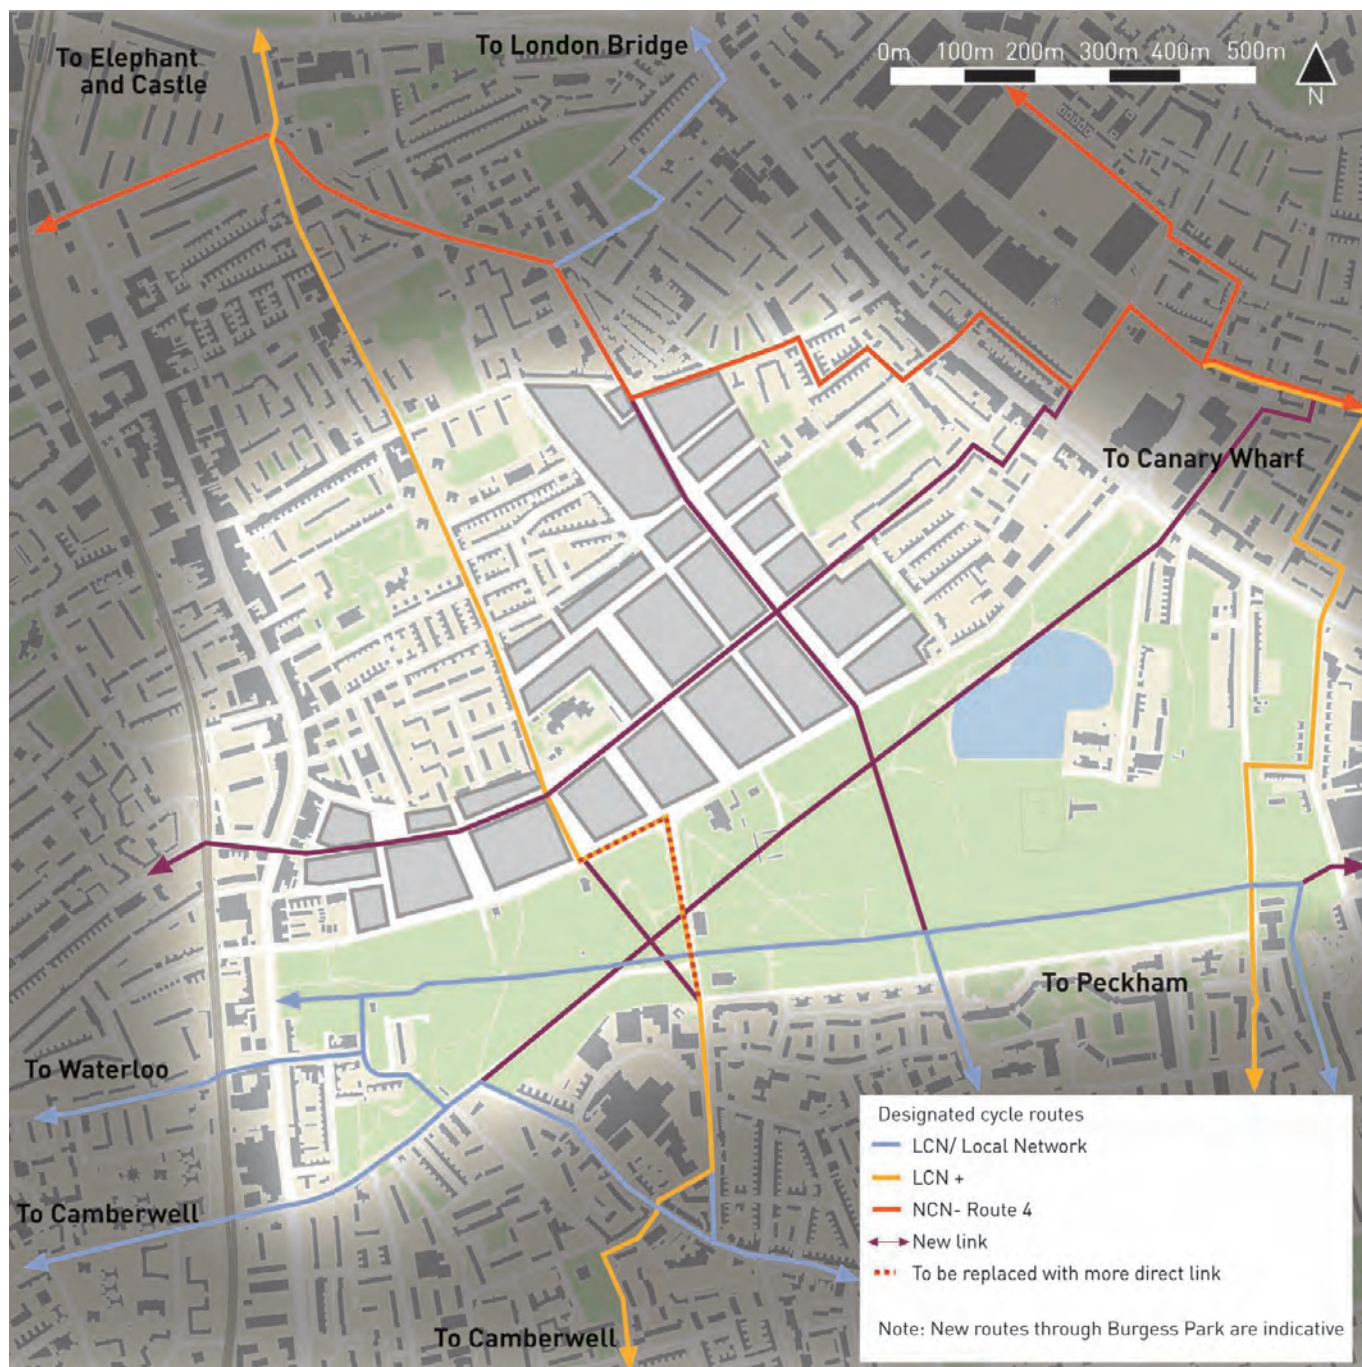 To Elephant
and Castle
To London Bridge
0m 100m 200m 300m 400m 500m
N
To Canary Wharf
To Peckham
To Waterloo
To Camberwell
To Camberwell
Designated cycle routes
LCN/ Local Network
LCN +
NCN- Route 4
New link
To be replaced with more direct link
Note: New routes through Burgess Park are indicative